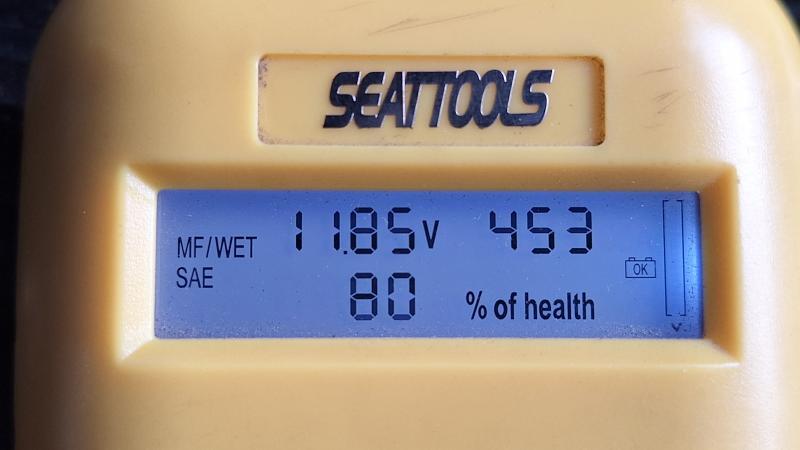 SEATTOOLS
MF/WET 11.85V 453
SAE
OK
80 % of health